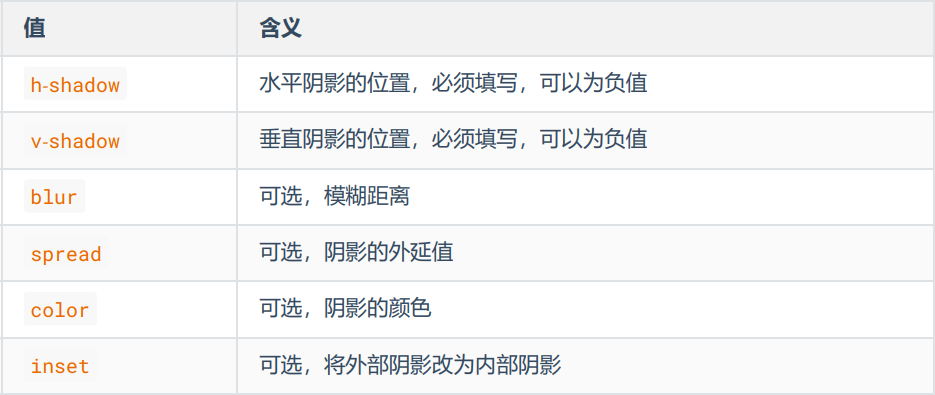 值 含义
h-shadow 水平阴影的位置，必须填写，可以为负值
v-shadow 垂直阴影的位置，必须填写，可以为负值
blur 可选，模糊距离
spread 可选，阴影的外延值
color 可选，阴影的颜色
inset 可选，将外部阴影改为内部阴影